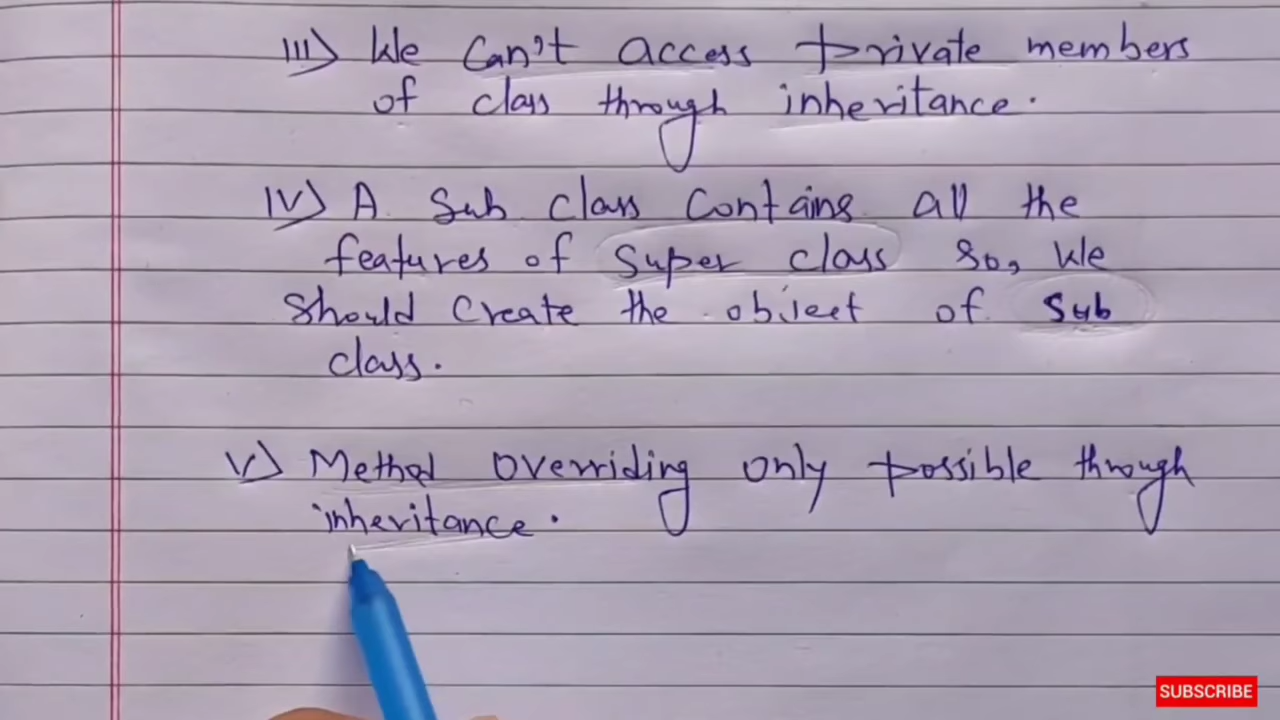 III) We Can't access private members
of class through inheritance.
IV) A Sub class Contains all the
features of Super class So, We
should Create the object of Sub
class.
V) Method Overriding only possible through
inheritance.
SUBSCRIBE